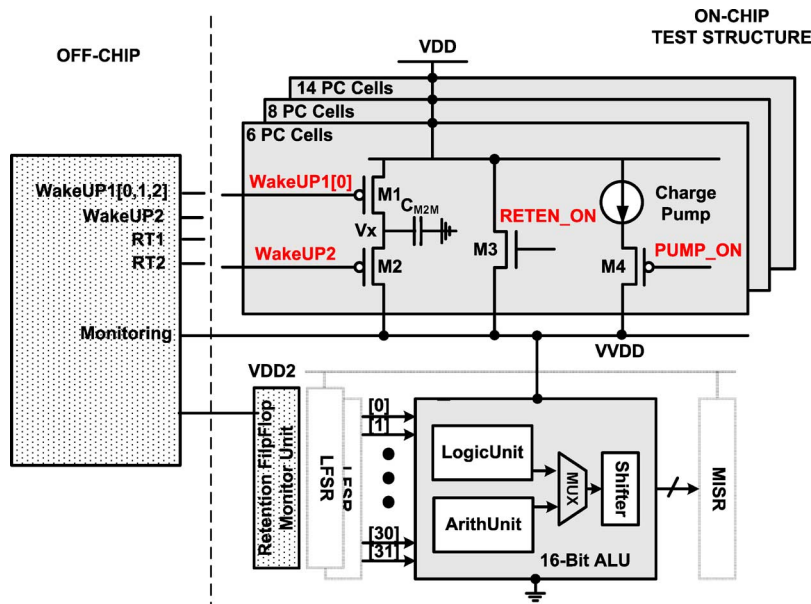 OFF-CHIP
ON-CHIP
TEST STRUCTURE
VDD
14 PC Cells
8 PC Cells
6 PC Cells
WakeUP1[0,1,2]
WakeUP2
RT1
RT2
Monitoring
WakeUP1[0]
M1
CM2M
Vx
WakeUP2
M2
RETEN_ON
M3
Charge
Pump
PUMP_ON
M4
VVDD
VDD2
Retention FlipFlop
Monitor Unit
LFSR
LFSR
[0]
[1]
[30]
[31]
LogicUnit
ArithUnit
MUX
Shifter
16-Bit ALU
MISR